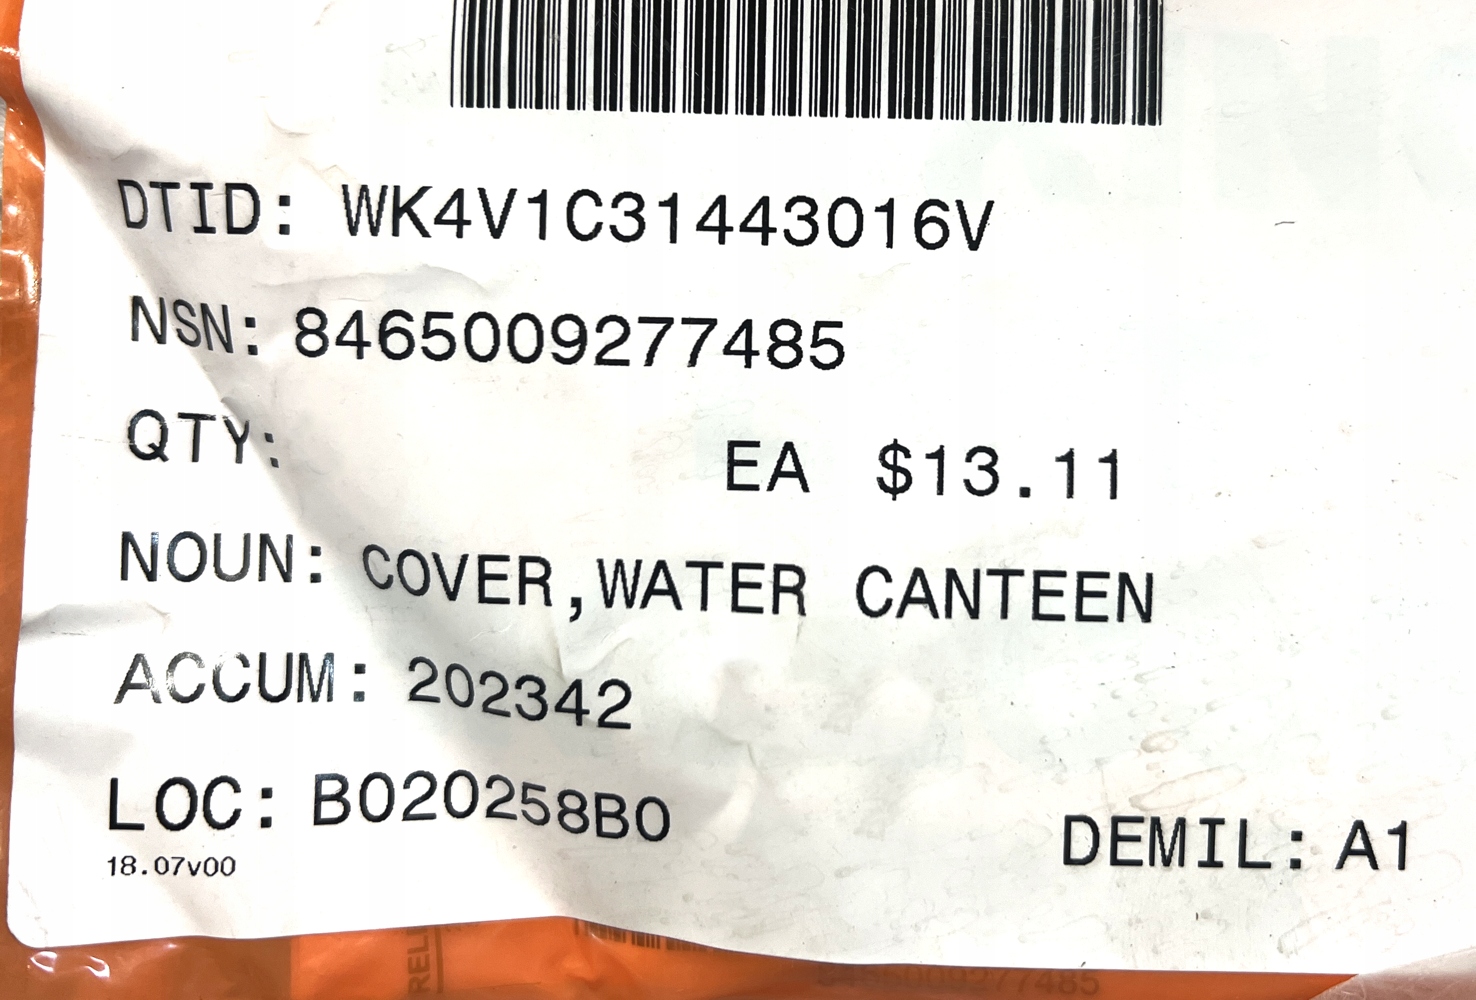 DTID: WK4V1C31443016V
NSN: 8465009277485
QTY: EA $13.11
NOUN: COVER,WATER CANTEEN
ACCUM: 202342
LOC: B020258B0
DEMIL: A1
18.07v00
8465009277485